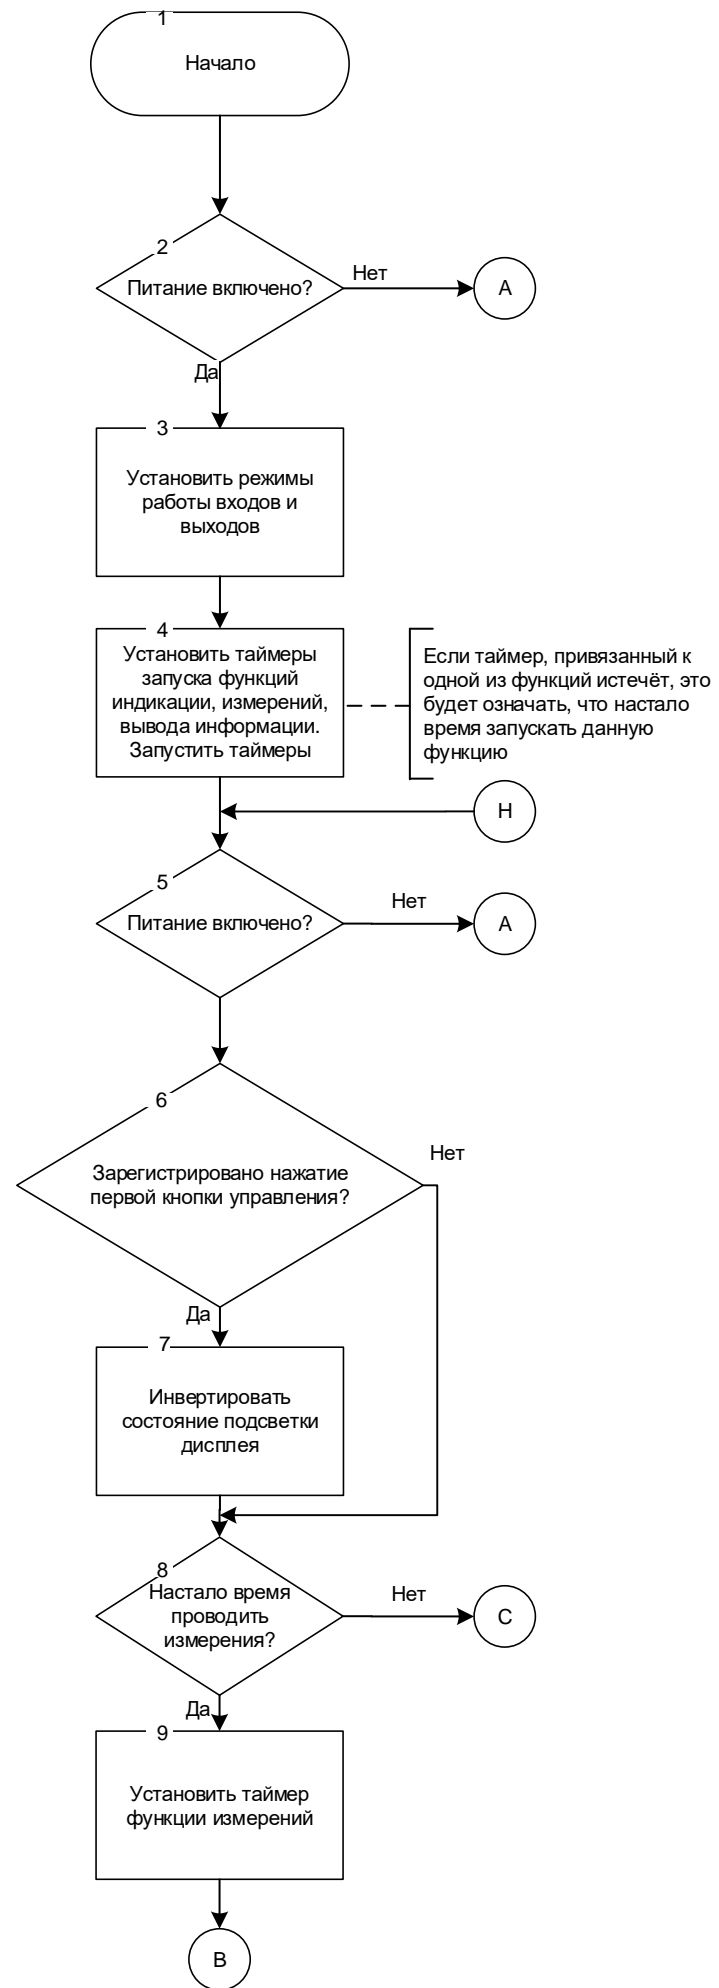 1
Начало
2
Питание включено?
Нет
А
Да
3
Установить режимы
работы входов и
выходов
4
Установить таймеры
запуска функций
индикации, измерений,
вывода информации.
Запустить таймеры
Если таймер, привязанный к
одной из функций истечёт, это
будет означать, что настало
время запускать данную
функцию
Н
5
Питание включено?
Нет
А
6
Зарегистрировано нажатие
первой кнопки управления?
Нет
Да
7
Инвертировать
состояние подсветки
дисплея
8
Настало время
проводить
измерения?
Нет
С
Да
9
Установить таймер
функции измерений
В